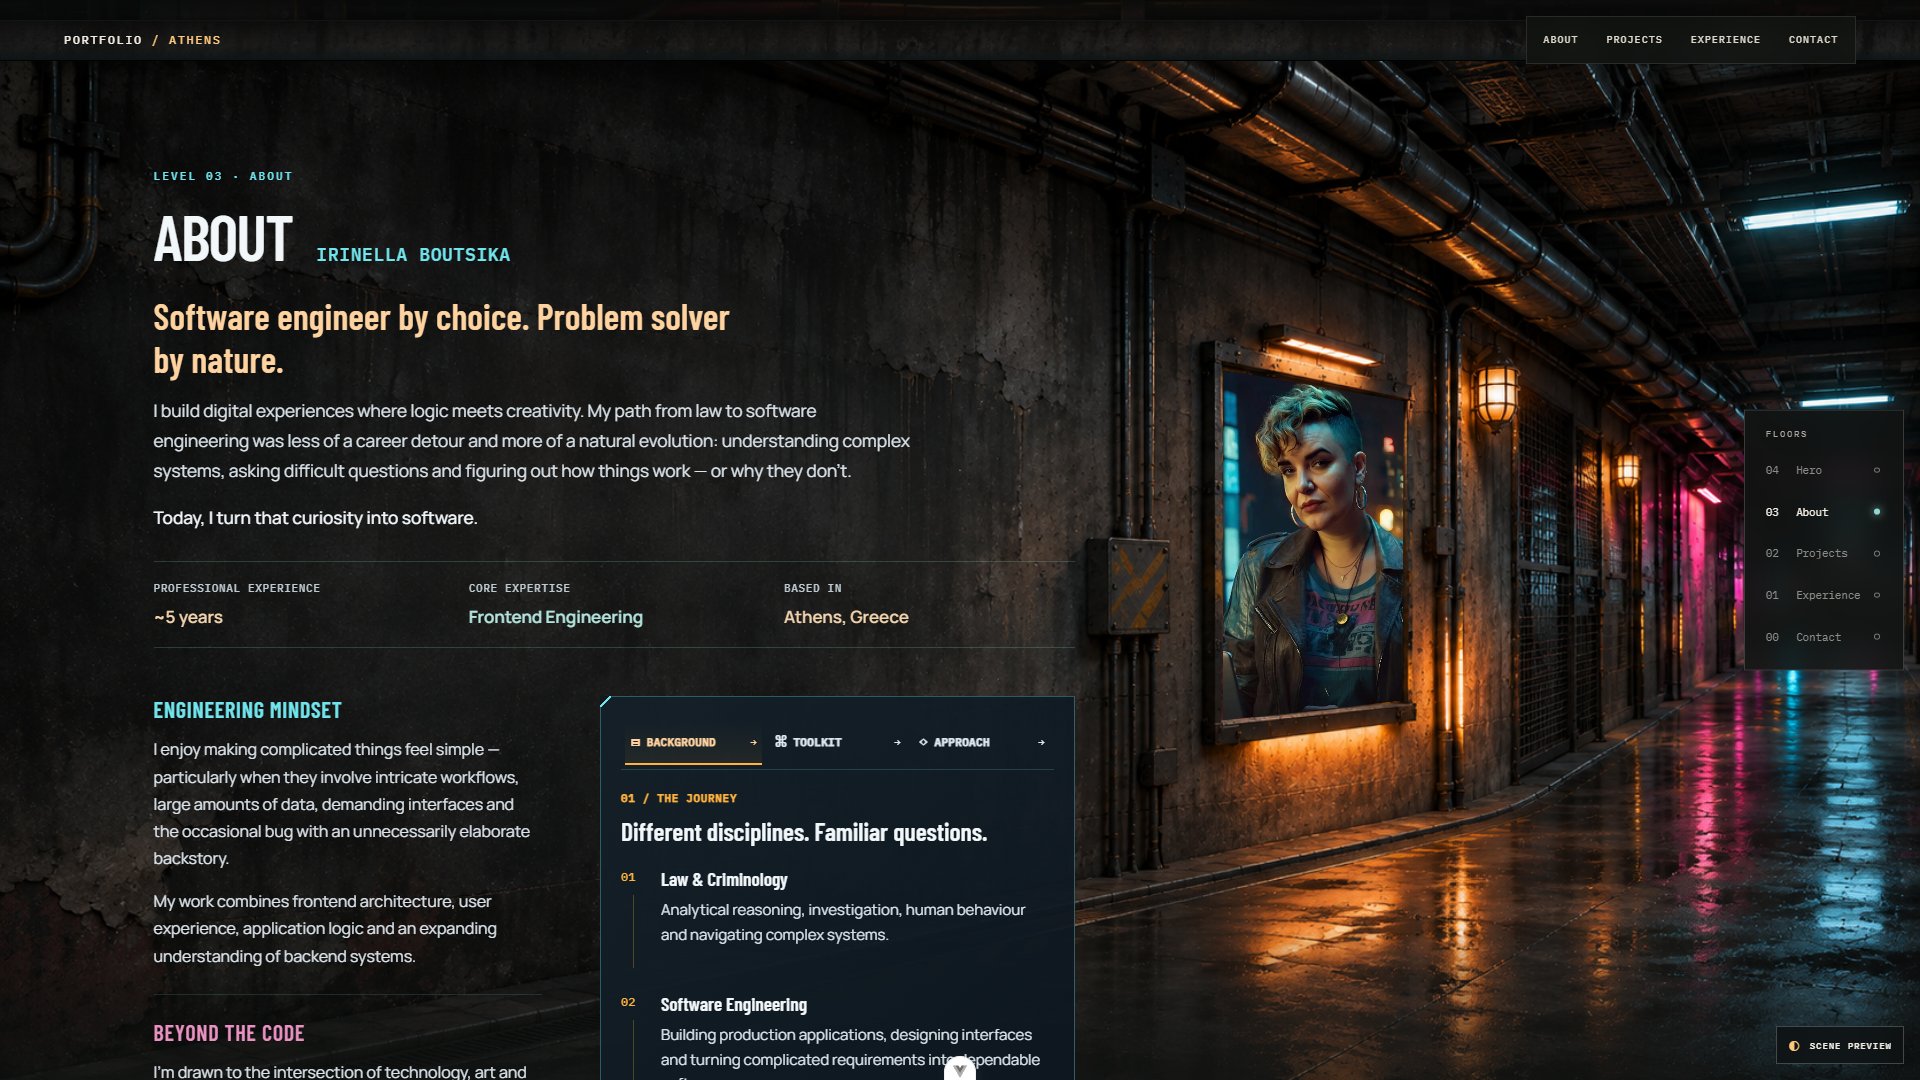 PORTFOLIO / ATHENS
ABOUT PROJECTS EXPERIENCE CONTACT
LEVEL 03 · ABOUT
ABOUT IRINELLA BOUTSIKA
Software engineer by choice. Problem solver
by nature.
I build digital experiences where logic meets creativity. My path from law to software
engineering was less of a career detour and more of a natural evolution: understanding complex
systems, asking difficult questions and figuring out how things work — or why they don't.
Today, I turn that curiosity into software.
PROFESSIONAL EXPERIENCE
~5 years
CORE EXPERTISE
Frontend Engineering
BASED IN
Athens, Greece
ENGINEERING MINDSET
I enjoy making complicated things feel simple —
particularly when they involve intricate workflows,
large amounts of data, demanding interfaces and
the occasional bug with an unnecessarily elaborate
backstory.
My work combines frontend architecture, user
experience, application logic and an expanding
understanding of backend systems.
BEYOND THE CODE
I'm drawn to the intersection of technology, art and
BACKGROUND → ⌘ TOOLKIT → ◇ APPROACH →
01 / THE JOURNEY
Different disciplines. Familiar questions.
01 Law & Criminology
Analytical reasoning, investigation, human behaviour
and navigating complex systems.
02 Software Engineering
Building production applications, designing interfaces
and turning complicated requirements into dependable
FLOORS
04 Hero
03 About
02 Projects
01 Experience
00 Contact
SCENE PREVIEW